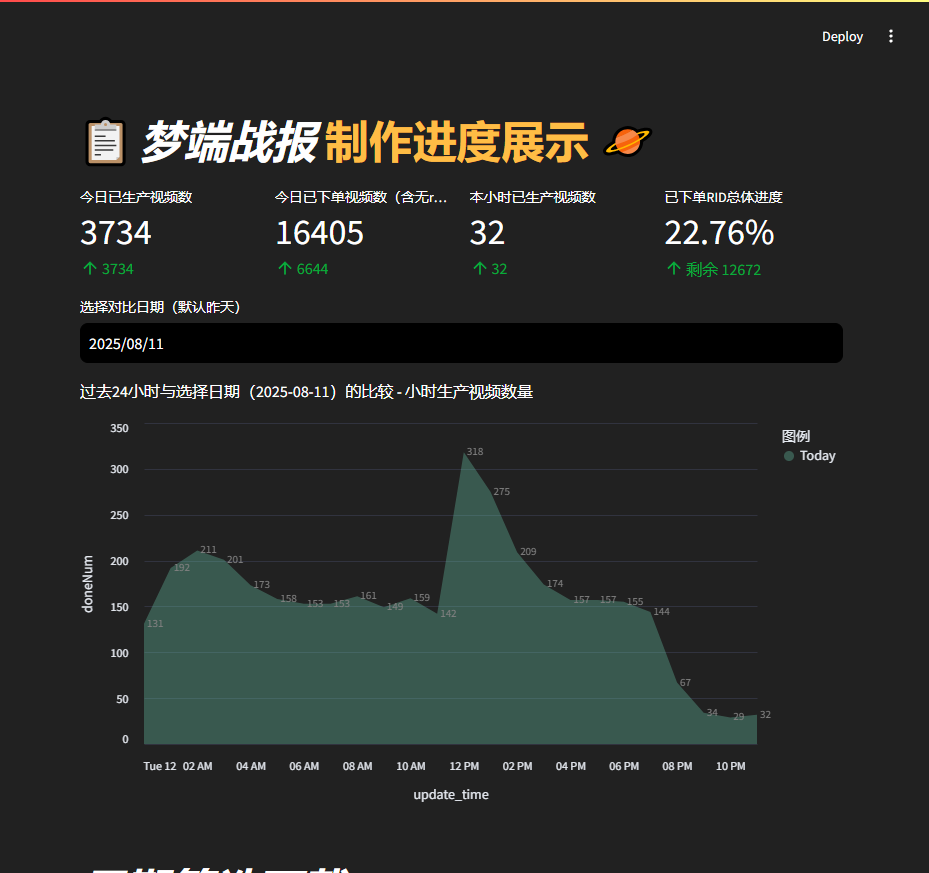 Deploy
梦端战报 制作进度展示
今日已生产视频数
3734
3734
今日已下单视频数（含无r…
16405
6644
本小时已生产视频数
32
32
已下单RID总体进度
22.76%
剩余 12672
选择对比日期（默认昨天）
2025/08/11
过去24小时与选择日期（2025-08-11）的比较 - 小时生产视频数量
350
300
250
200
150
100
50
0
doneNum
131
192
211
201
173
158
153
153
161
149
159
142
318
275
209
174
157
157
155
144
67
34
29
32
图例
Today
Tue 12 02 AM 04 AM 06 AM 08 AM 10 AM 12 PM 02 PM 04 PM 06 PM 08 PM 10 PM
update_time